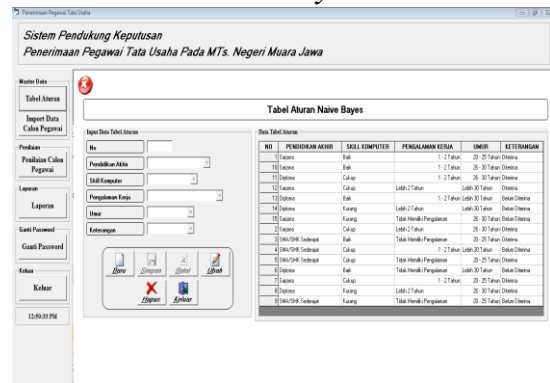 Penerimaan Pegawai Tata Usaha
Sistem Pendukung Keputusan
Penerimaan Pegawai Tata Usaha Pada MTs. Negeri Muara Jawa
Master Data
Tabel Aturan
Import Data
Calon Pegawai
Penilaian
Penilaian Calon
Pegawai
Laporan
Laporan
Ganti Password
Ganti Password
Keluar
Keluar
12:50:33 PM
Tabel Aturan Naive Bayes
Input Data Tabel Aturan
No
Pendidikan Akhir
Skill Komputer
Pengalaman Kerja
Umur
Keterangan
Baru Simpan Batal Ubah
Hapus Keluar
Data Tabel Aturan
NO PENDIDIKAN AKHIR SKILL KOMPUTER PENGALAMAN KERJA UMUR KETERANGAN
1 Sarjana Baik 1 - 2 Tahun 20 - 25 Tahun Diterima
10 Sarjana Baik 1 - 2 Tahun 26 - 30 Tahun Diterima
11 Diploma Cukup 1 - 2 Tahun 26 - 30 Tahun Diterima
12 Sarjana Cukup Lebih 2 Tahun Lebih 30 Tahun Diterima
13 Diploma Baik 1 - 2 Tahun Lebih 30 Tahun Belum Diterima
14 Diploma Kurang Lebih 2 Tahun Lebih 30 Tahun Belum Diterima
15 Sarjana Kurang Tidak Memiliki Pengalaman 26 - 30 Tahun Belum Diterima
2 Sarjana Cukup Lebih 2 Tahun 26 - 30 Tahun Diterima
3 SMA/SMK Sederajat Baik Tidak Memiliki Pengalaman 20 - 25 Tahun Diterima
4 SMA/SMK Sederajat Cukup 1 - 2 Tahun Lebih 30 Tahun Belum Diterima
5 SMA/SMK Sederajat Cukup Tidak Memiliki Pengalaman 20 - 25 Tahun Diterima
6 Diploma Baik Tidak Memiliki Pengalaman Lebih 30 Tahun Belum Diterima
7 Sarjana Kurang 1 - 2 Tahun 20 - 25 Tahun Diterima
8 Diploma Kurang Lebih 2 Tahun 26 - 30 Tahun Diterima
9 SMA/SMK Sederajat Kurang Tidak Memiliki Pengalaman 20 - 25 Tahun Belum Diterima